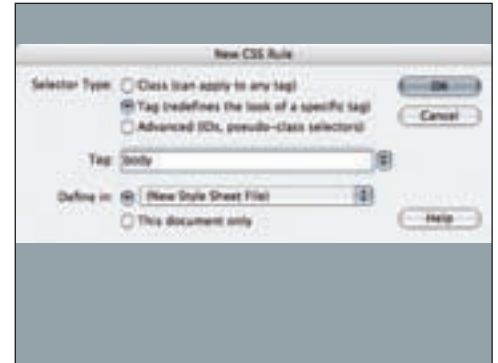 New CSS Rule
Selector Type: Class (can apply to any tag)
Tag (redefines the look of a specific tag)
Advanced (IDs, pseudo-class selectors)
Tag: body
Define in: (New Style Sheet File)
This document only
OK
Cancel
Help